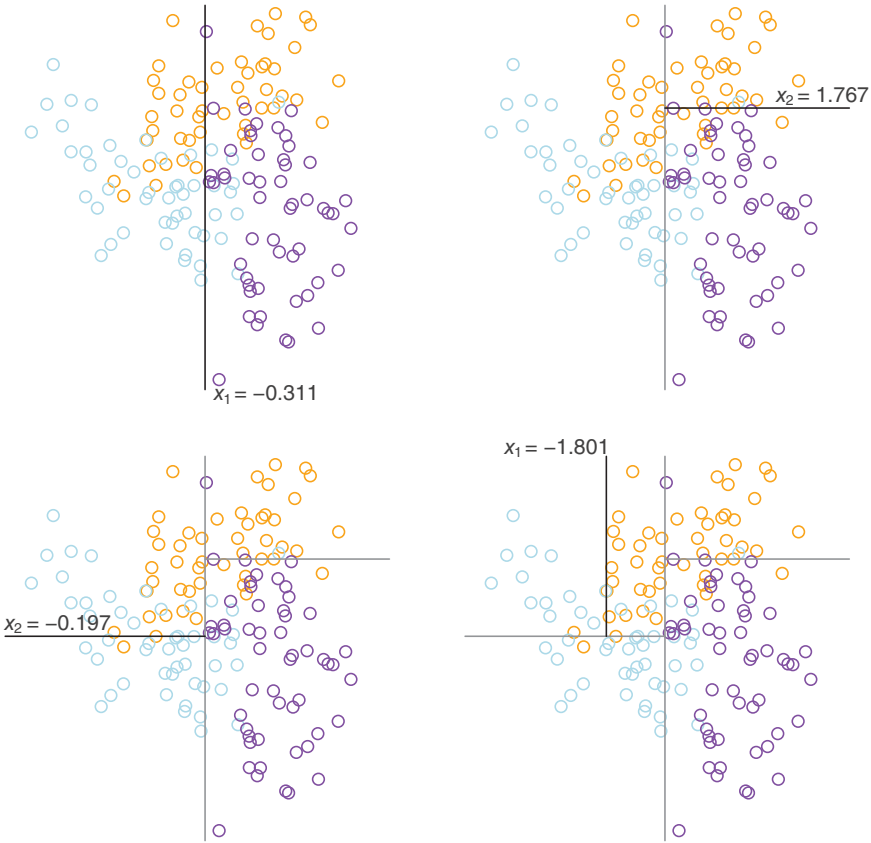 x₂ = 1.767
x₁ = −0.311
x₁ = −1.801
x₂ = −0.197